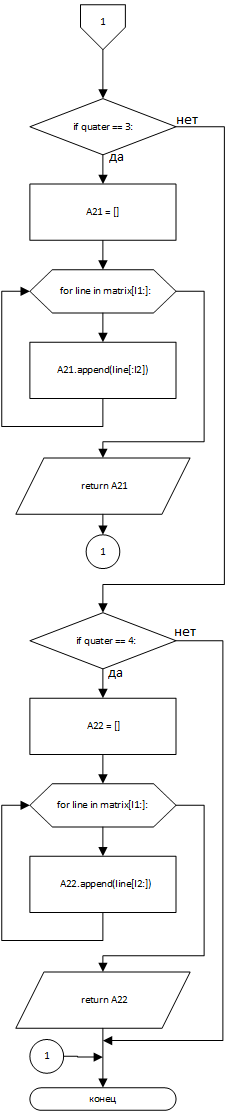 1
if quater == 3:
нет
да
A21 = []
for line in matrix[l1:]:
A21.append(line[:l2])
return A21
1
if quater == 4:
нет
да
A22 = []
for line in matrix[l1:]:
A22.append(line[l2:])
return A22
1
конец